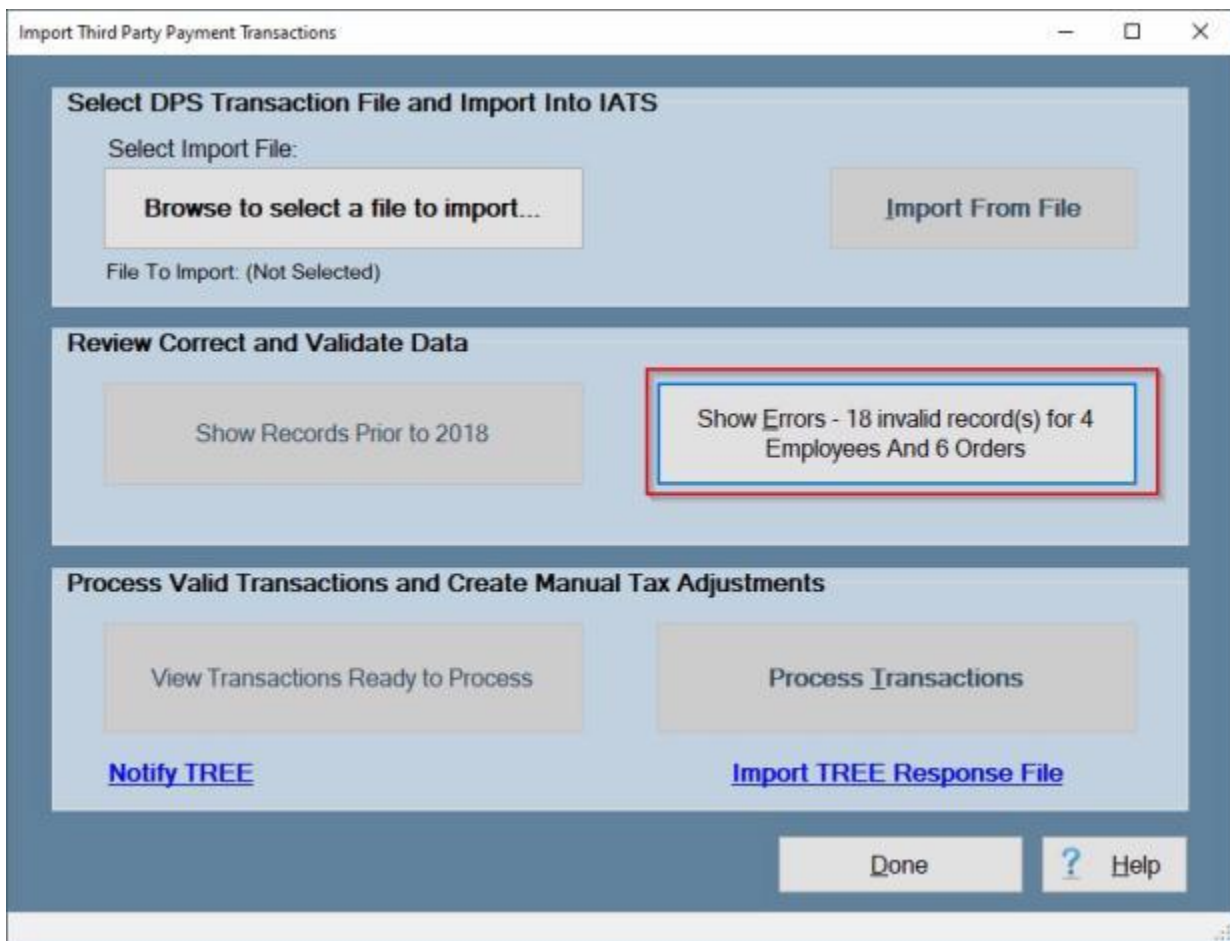 Import Third Party Payment Transactions
Select DPS Transaction File and Import Into IATS
Select Import File:
Browse to select a file to import...
Import From File
File To Import: (Not Selected)
Review Correct and Validate Data
Show Records Prior to 2018
Show Errors - 18 invalid record(s) for 4
Employees And 6 Orders
Process Valid Transactions and Create Manual Tax Adjustments
View Transactions Ready to Process
Process Transactions
Notify TREE
Import TREE Response File
Done
? Help